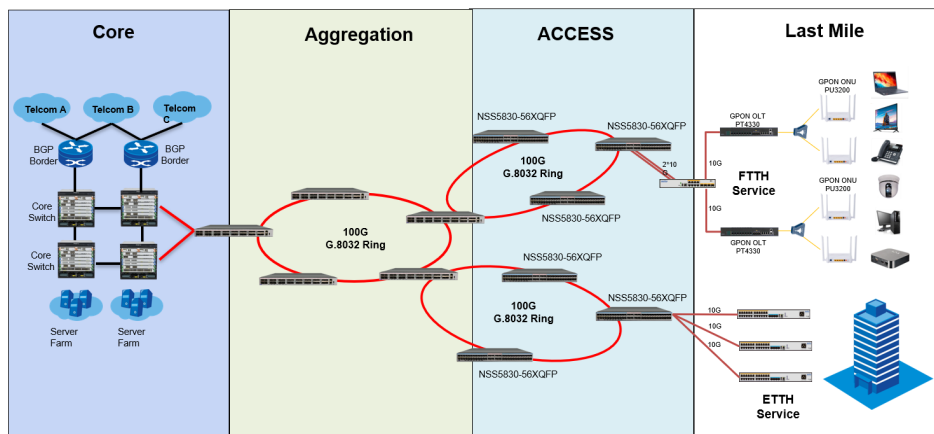 Core
Aggregation
ACCESS
Last Mile
Telcom A
Telcom B
Telcom
C
BGP
Border
BGP
Border
Core
Switch
Core
Switch
Server
Farm
Server
Farm
100G
G.8032 Ring
NSS5830-56XQFP
NSS5830-56XQFP
100G
G.8032 Ring
NSS5830-56XQFP
NSS5830-56XQFP
NSS5830-56XQFP
100G
G.8032 Ring
NSS5830-56XQFP
2*10
G
10G
10G
GPON OLT
PT4330
FTTH
Service
GPON OLT
PT4330
GPON ONU
PU3200
GPON ONU
PU3200
10G
10G
10G
ETTH
Service